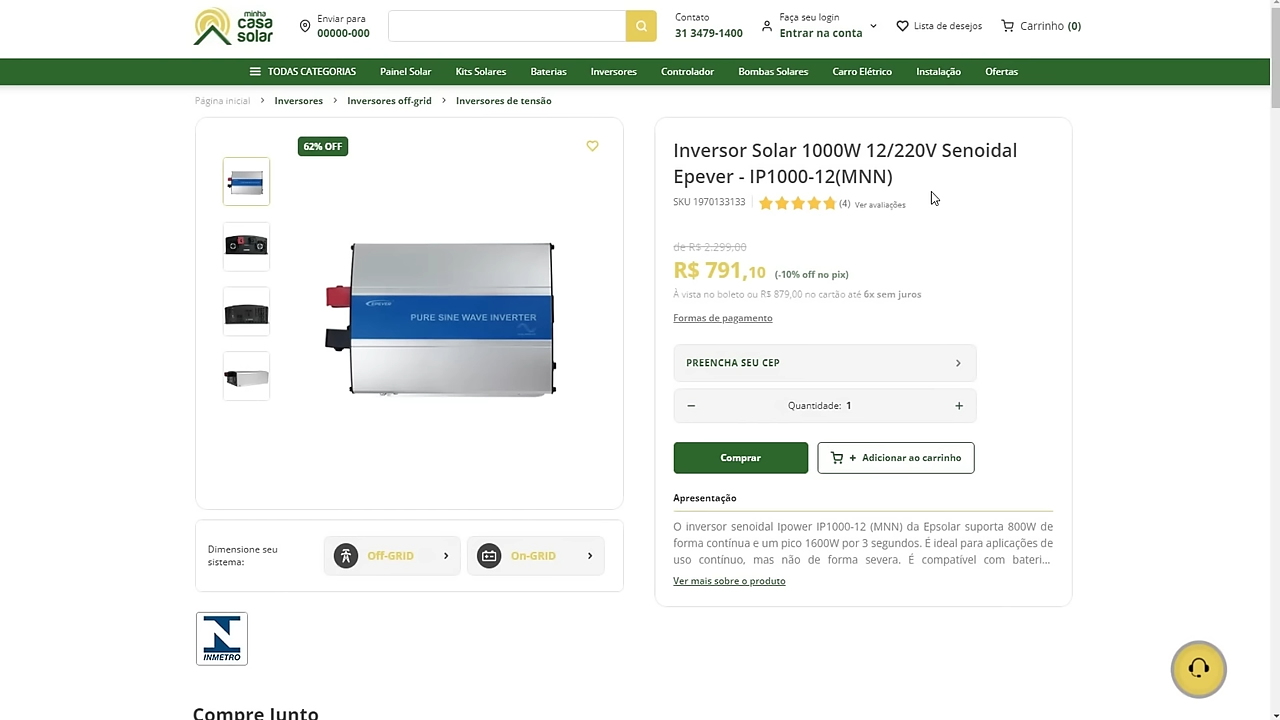 minha
casa
solar
Enviar para
00000-000
Contato
31 3479-1400
Faça seu login
Entrar na conta
Lista de desejos
Carrinho (0)
TODAS CATEGORIAS
Painel Solar
Kits Solares
Baterias
Inversores
Controlador
Bombas Solares
Carro Elétrico
Instalação
Ofertas
Página inicial > Inversores > Inversores off-grid > Inversores de tensão
62% OFF
EPEVER
PURE SINE WAVE INVERTER
Dimensione seu
sistema:
Off-GRID
On-GRID
INMETRO
Inversor Solar 1000W 12/220V Senoidal
Epever - IP1000-12(MNN)
SKU 1970133133
(4) Ver avaliações
de R$ 2.299,00
R$ 791,10 (-10% off no pix)
À vista no boleto ou R$ 879,00 no cartão até 6x sem juros
Formas de pagamento
PREENCHA SEU CEP
− Quantidade: 1 +
Comprar
+ Adicionar ao carrinho
Apresentação
O inversor senoidal Ipower IP1000-12 (MNN) da Epsolar suporta 800W de
forma contínua e um pico 1600W por 3 segundos. É ideal para aplicações de
uso contínuo, mas não de forma severa. É compatível com bateri...
Ver mais sobre o produto
Compre Junto